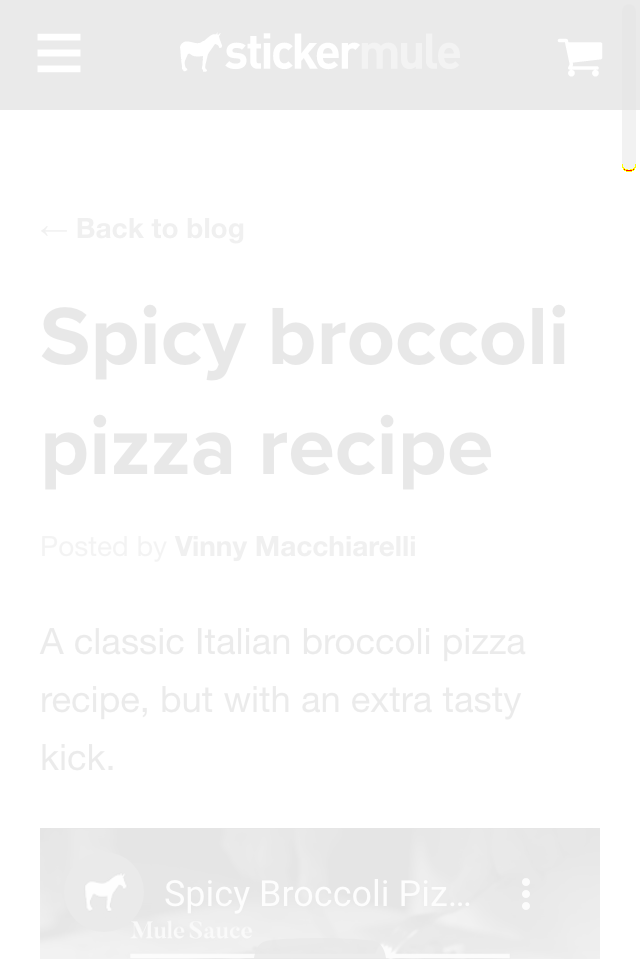 stickermule
← Back to blog
Spicy broccoli
pizza recipe
Posted by Vinny Macchiarelli
A classic Italian broccoli pizza
recipe, but with an extra tasty
kick.
Spicy Broccoli Piz...
Mule Sauce